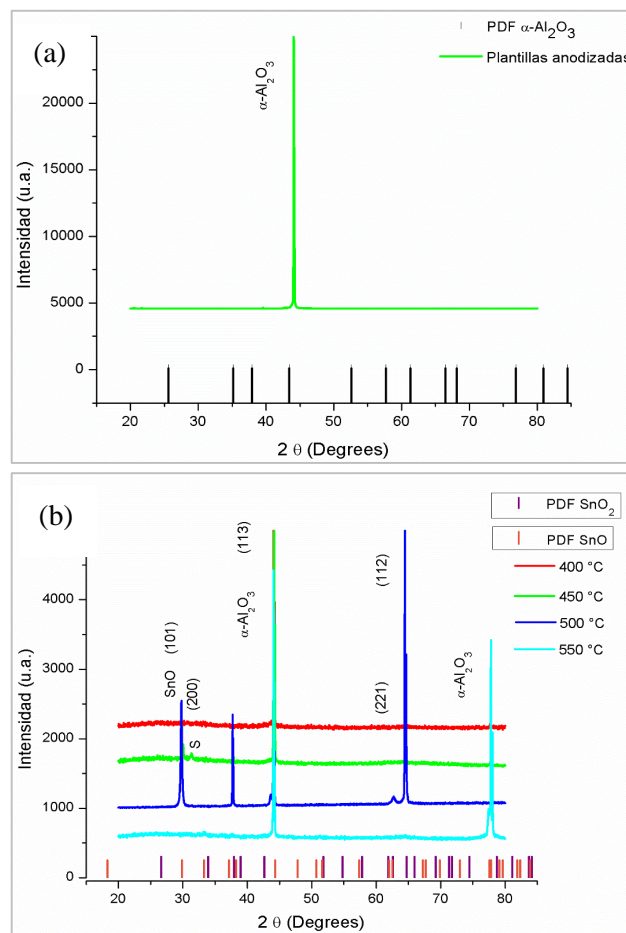 (a)
PDF α-Al2O3
Plantillas anodizadas
α-Al2O3
Intensidad (u.a.)
20000
15000
10000
5000
0
20 30 40 50 60 70 80
2 θ (Degrees)
(b)
PDF SnO2
PDF SnO
400 °C
450 °C
500 °C
550 °C
(113)
α-Al2O3
(112)
(101)
SnO
(200)
S
(221)
α-Al2O3
Intensidad (u.a.)
4000
3000
2000
1000
0
20 30 40 50 60 70 80
2 θ (Degrees)